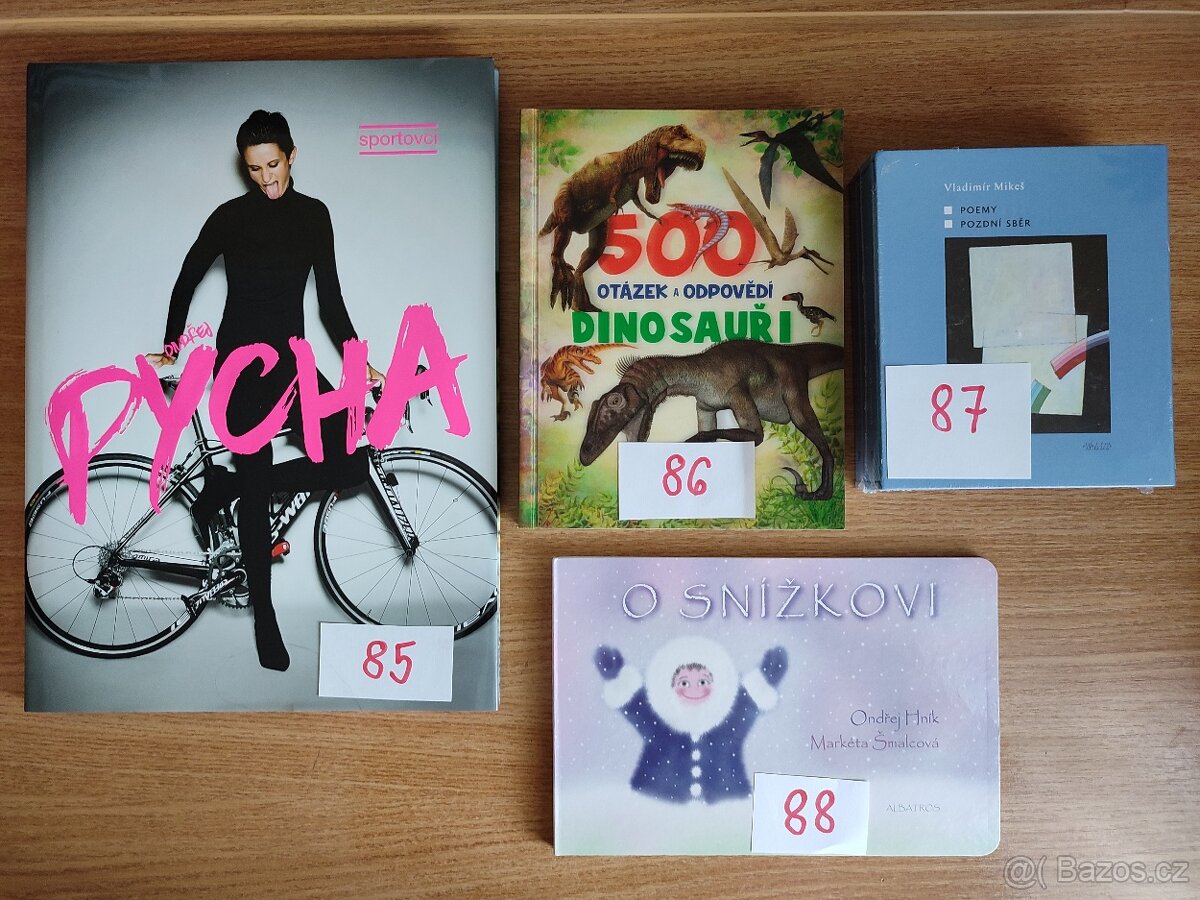 sportovci
ONDŘEJ
PYCHA
85
500
OTÁZEK A ODPOVĚDÍ
DINOSAUŘI
86
Vladimír Mikeš
POEMY
POZDNÍ SBĚR
87
O SNÍŽKOVI
Ondřej Hník
Markéta Šmalcová
ALBATROS
88
@( Bazos.cz